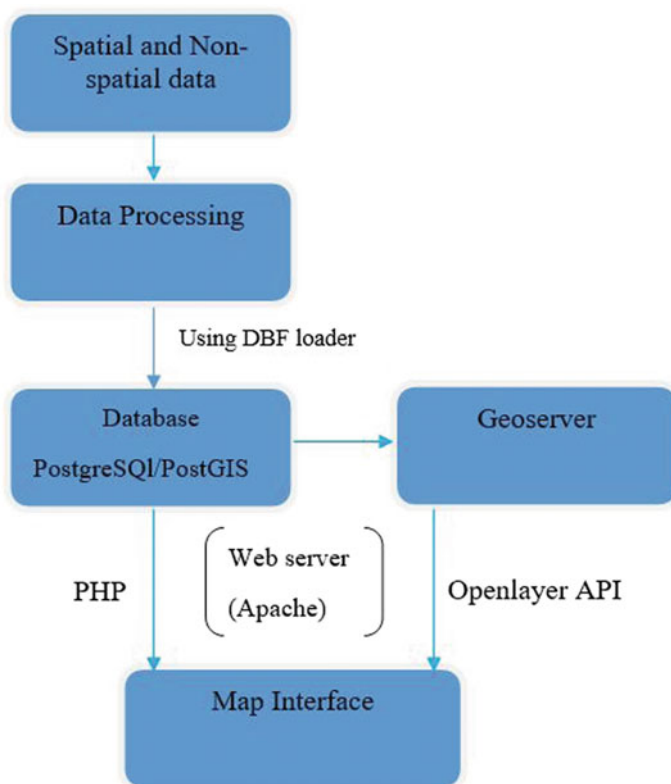 Spatial and Non-
spatial data
Data Processing
Using DBF loader
Database
PostgreSQl/PostGIS
Geoserver
PHP
Web server
(Apache)
Openlayer API
Map Interface